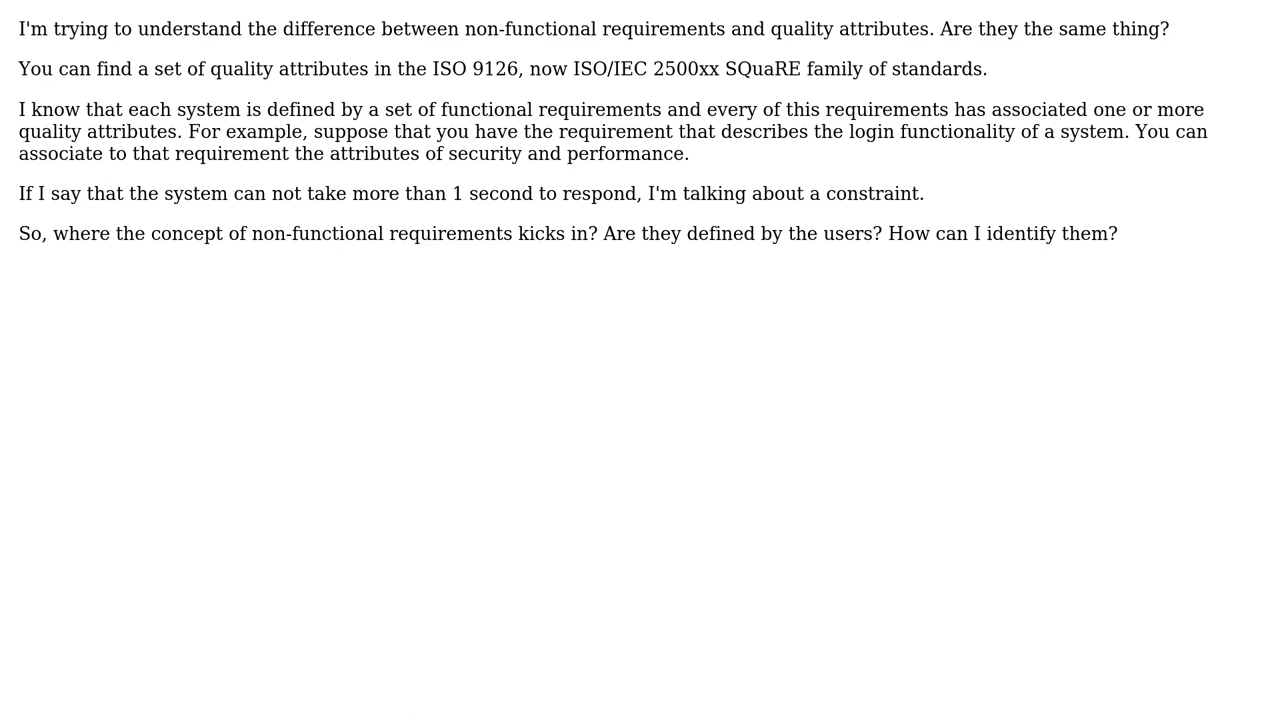 I'm trying to understand the difference between non-functional requirements and quality attributes. Are they the same thing?
You can find a set of quality attributes in the ISO 9126, now ISO/IEC 2500xx SQuaRE family of standards.
I know that each system is defined by a set of functional requirements and every of this requirements has associated one or more
quality attributes. For example, suppose that you have the requirement that describes the login functionality of a system. You can
associate to that requirement the attributes of security and performance.
If I say that the system can not take more than 1 second to respond, I'm talking about a constraint.
So, where the concept of non-functional requirements kicks in? Are they defined by the users? How can I identify them?